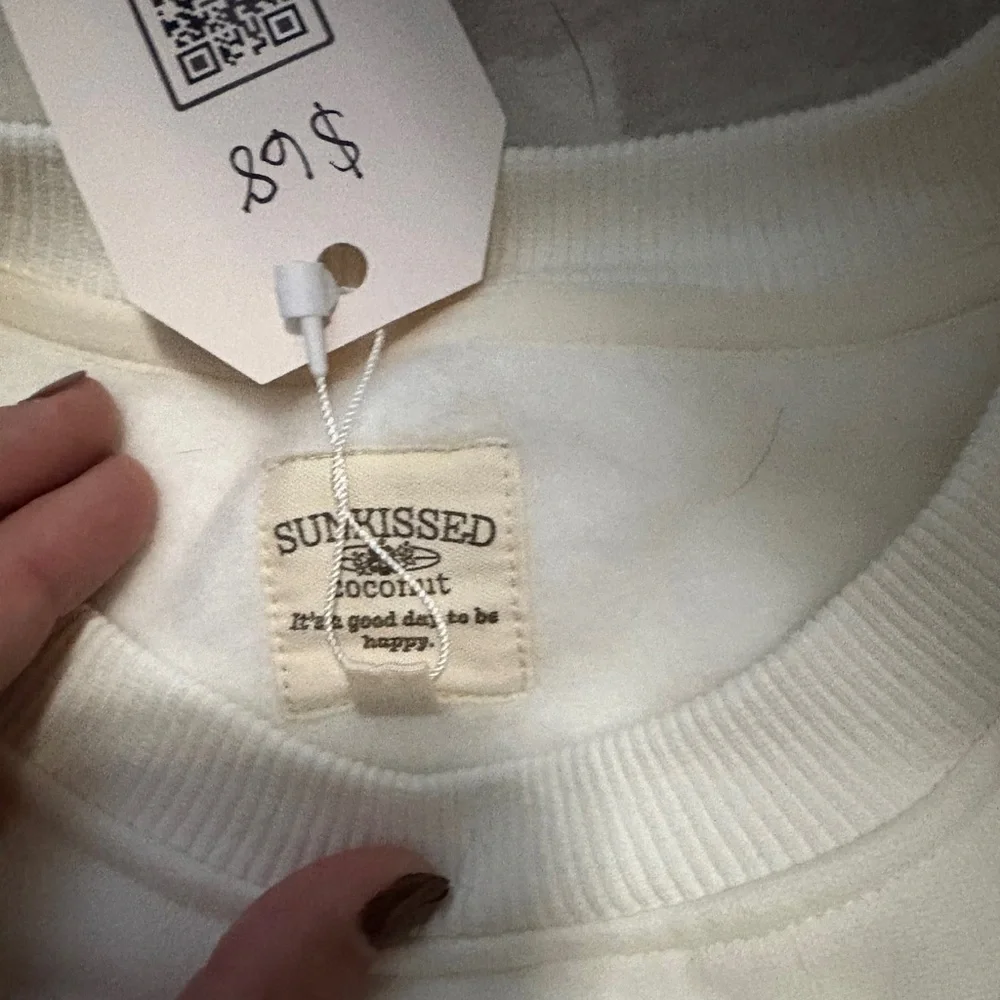 $68
SUNKISSED
coconut
It's a good day to be
happy.